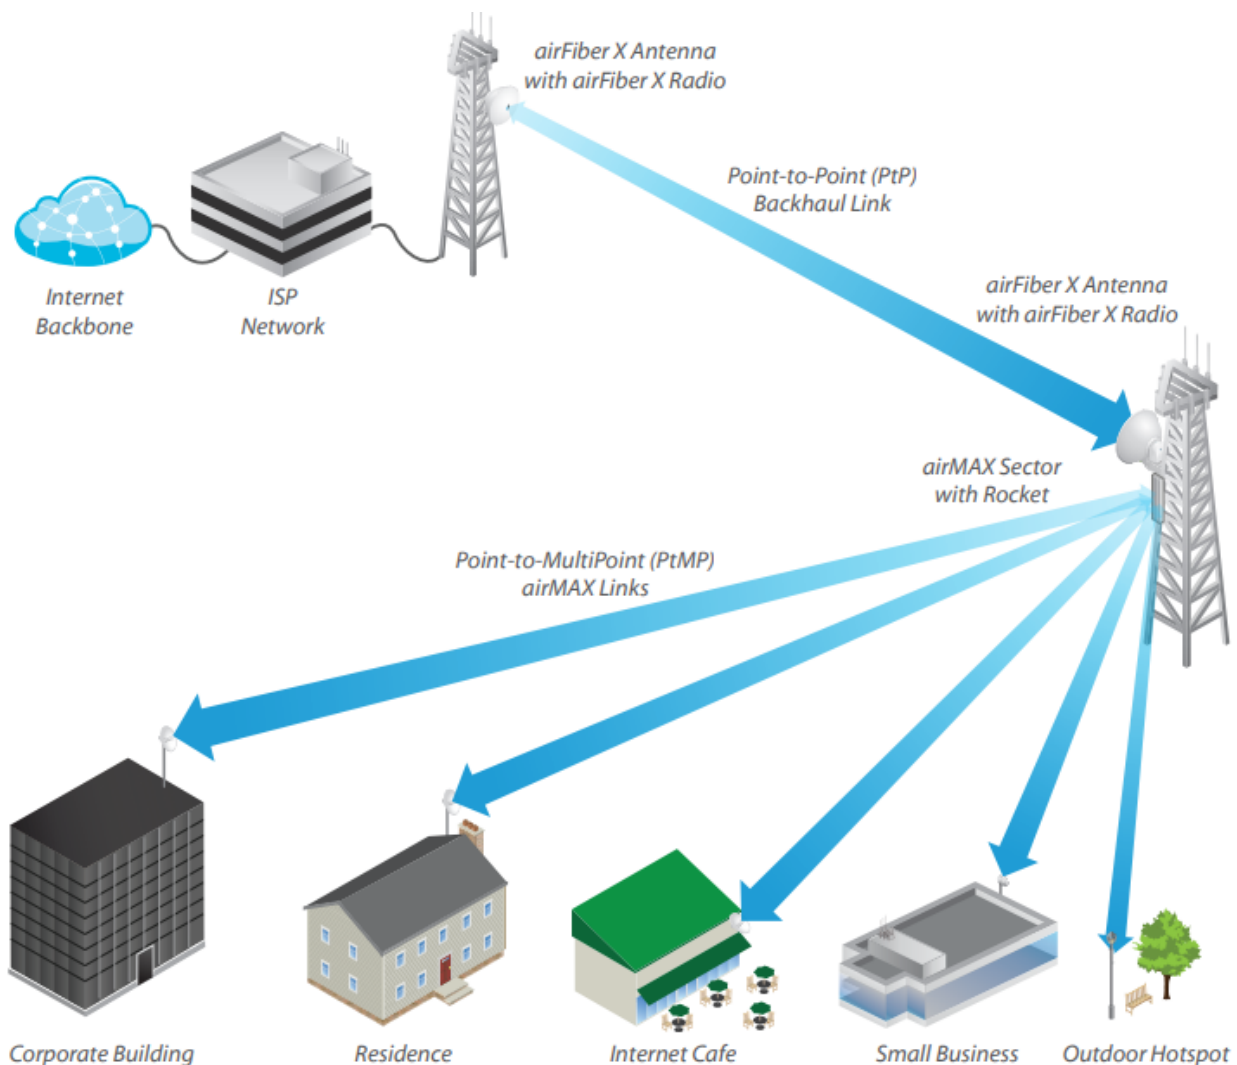 airFiber X Antenna
with airFiber X Radio
Point-to-Point (PtP)
Backhaul Link
Internet
Backbone
ISP
Network
airFiber X Antenna
with airFiber X Radio
airMAX Sector
with Rocket
Point-to-MultiPoint (PtMP)
airMAX Links
Corporate Building
Residence
Internet Cafe
Small Business
Outdoor Hotspot